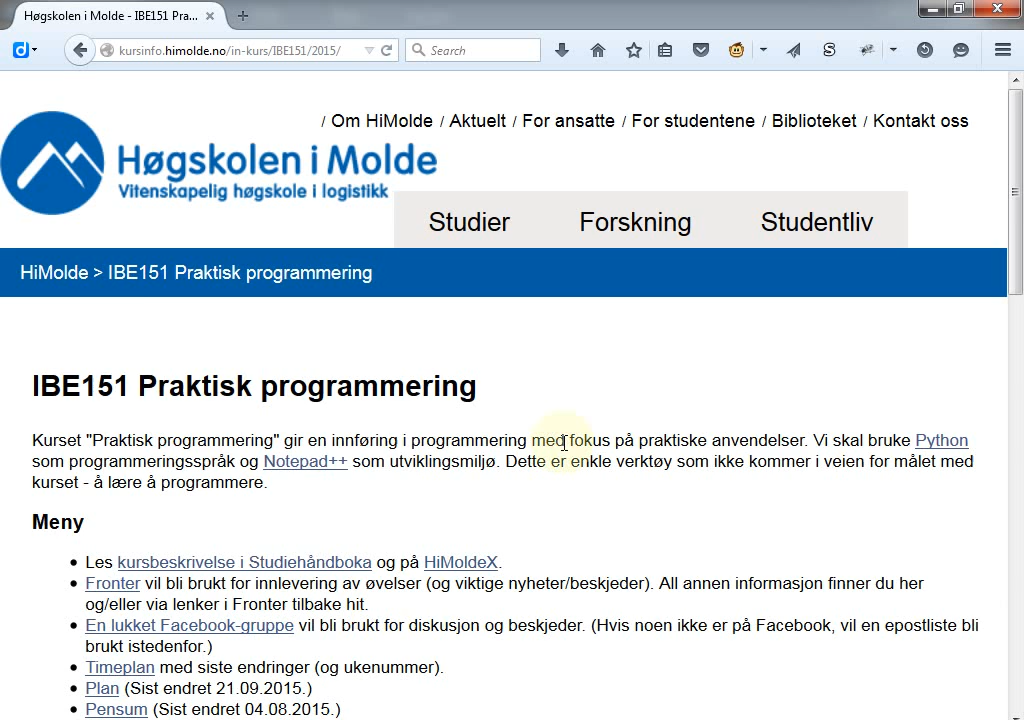 Høgskolen i Molde - IBE151 Pra...
kursinfo.himolde.no/in-kurs/IBE151/2015/
Search
/ Om HiMolde / Aktuelt / For ansatte / For studentene / Biblioteket / Kontakt oss
Høgskolen i Molde
Vitenskapelig høgskole i logistikk
Studier Forskning Studentliv
HiMolde > IBE151 Praktisk programmering
IBE151 Praktisk programmering
Kurset "Praktisk programmering" gir en innføring i programmering med fokus på praktiske anvendelser. Vi skal bruke Python
som programmeringsspråk og Notepad++ som utviklingsmiljø. Dette er enkle verktøy som ikke kommer i veien for målet med
kurset - å lære å programmere.
Meny
Les kursbeskrivelse i Studiehåndboka og på HiMoldeX.
Fronter vil bli brukt for innlevering av øvelser (og viktige nyheter/beskjeder). All annen informasjon finner du her
og/eller via lenker i Fronter tilbake hit.
En lukket Facebook-gruppe vil bli brukt for diskusjon og beskjeder. (Hvis noen ikke er på Facebook, vil en epostliste bli
brukt istedenfor.)
Timeplan med siste endringer (og ukenummer).
Plan (Sist endret 21.09.2015.)
Pensum (Sist endret 04.08.2015.)